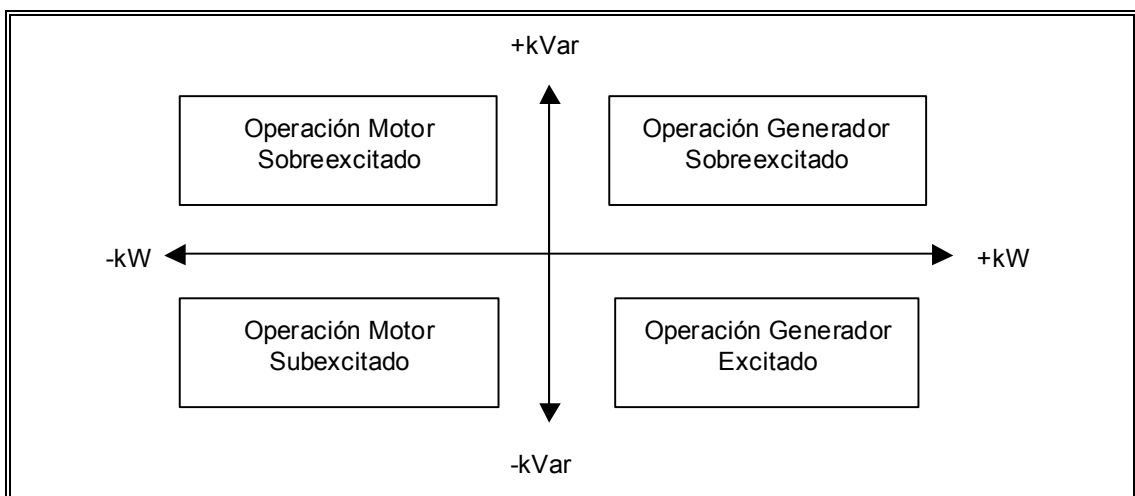 +kVar
Operación Motor
Sobreexcitado
Operación Generador
Sobreexcitado
-kW
+kW
Operación Motor
Subexcitado
Operación Generador
Excitado
-kVar